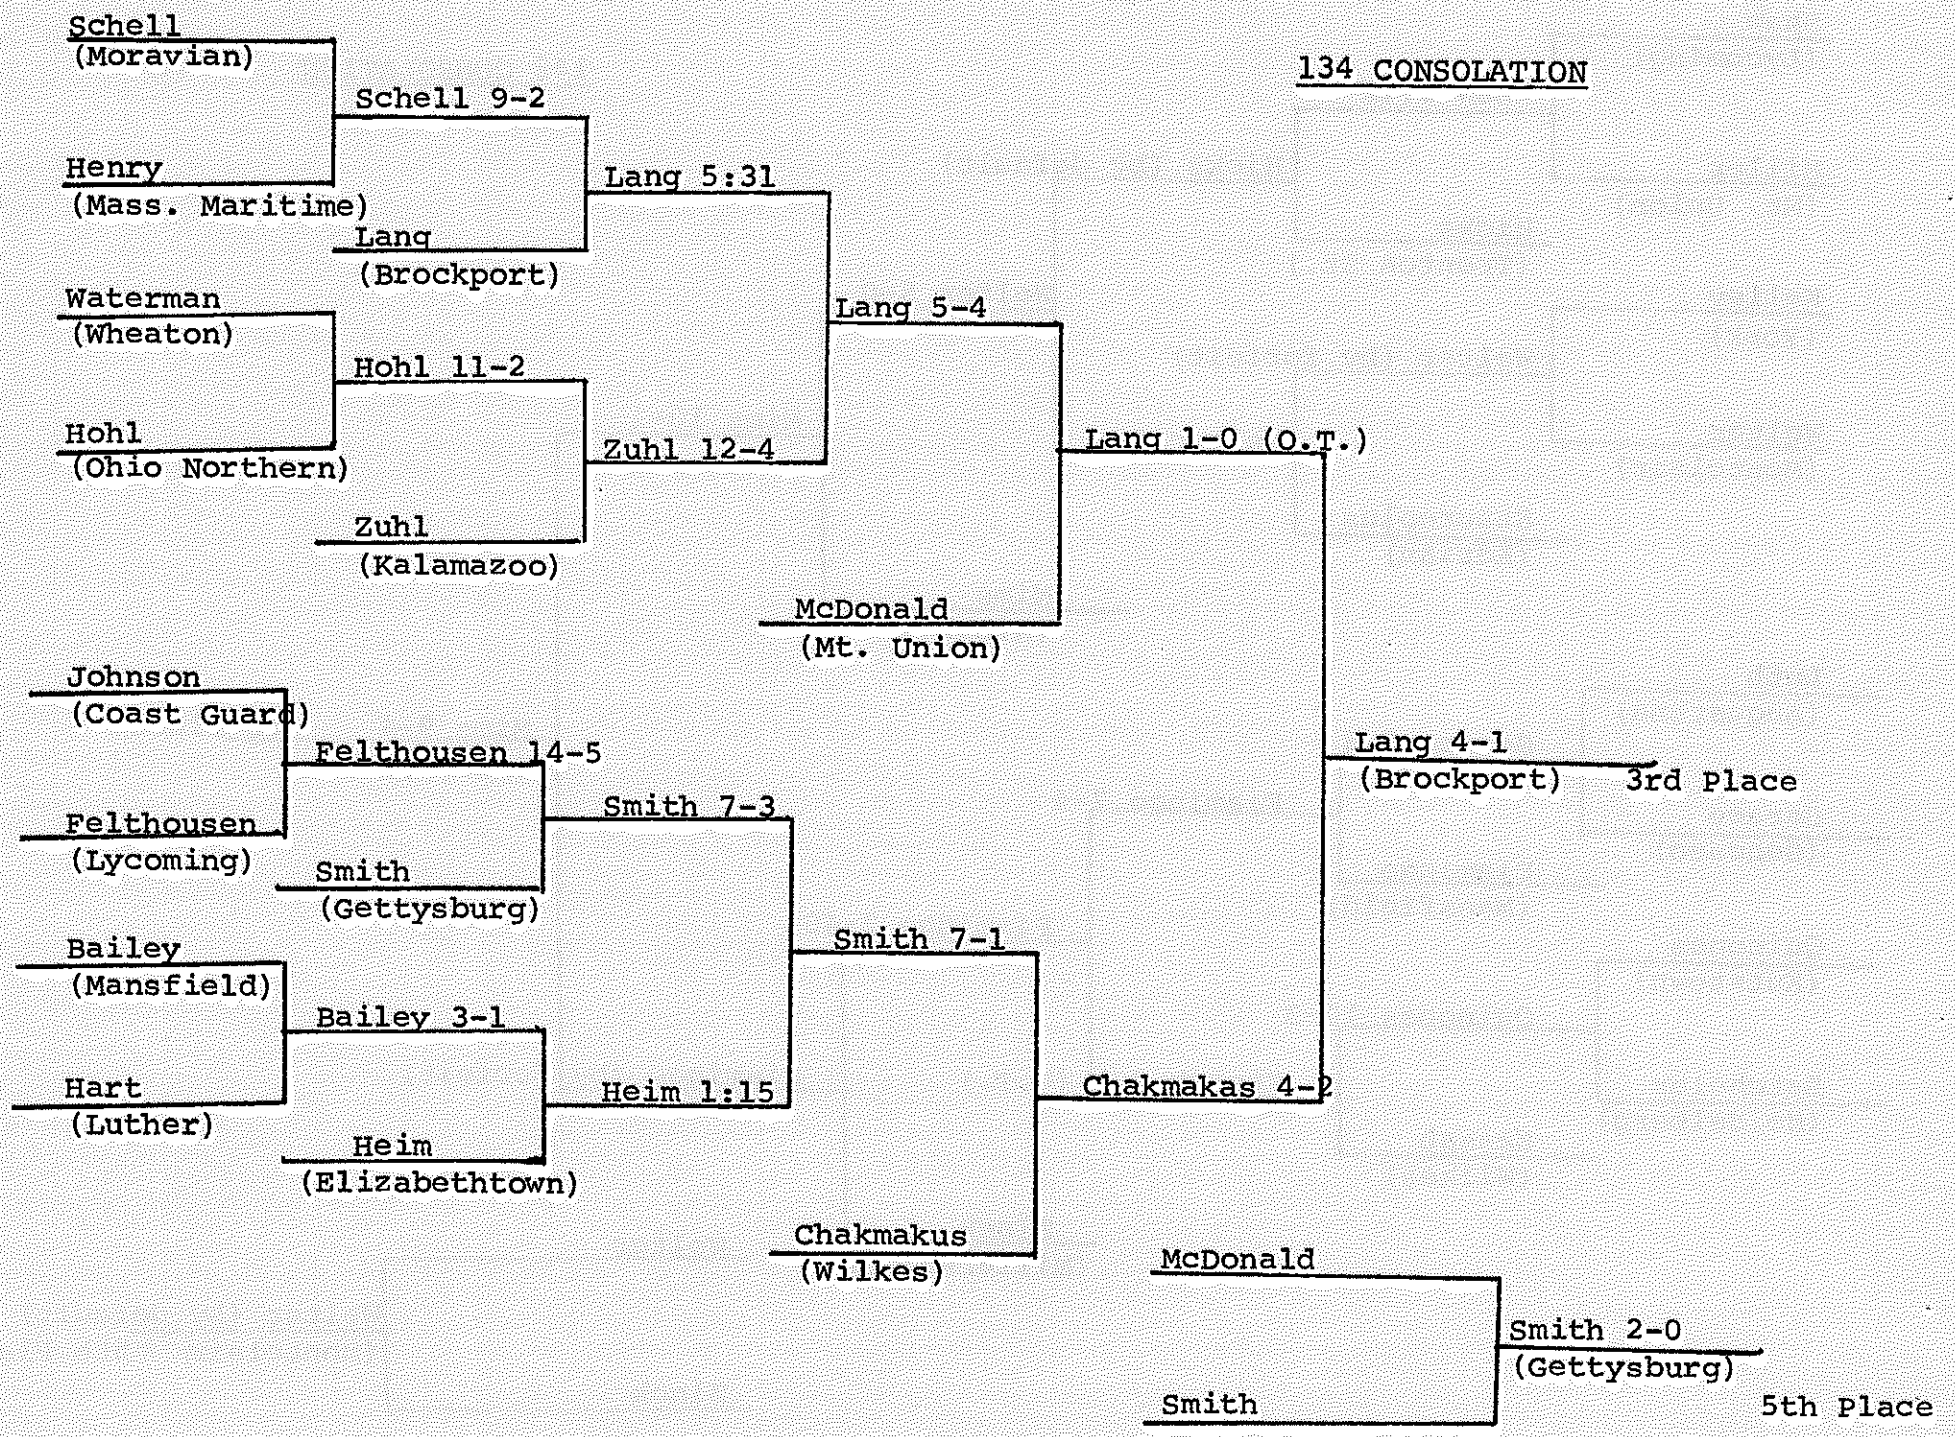 Schell
(Moravian)
134 CONSOLATION
Schell 9-2
Henry
(Mass. Maritime)
Lang 5:31
Lang
(Brockport)
Waterman
(Wheaton)
Lang 5-4
Hohl 11-2
Hohl
(Ohio Northern)
Zuhl 12-4
Lang 1-0 (O.T.)
Zuhl
(Kalamazoo)
McDonald
(Mt. Union)
Johnson
(Coast Guard)
Felthousen 14-5
Lang 4-1
(Brockport)
3rd Place
Smith 7-3
Felthousen
(Lycoming)
Smith
(Gettysburg)
Bailey
(Mansfield)
Smith 7-1
Bailey 3-1
Hart
(Luther)
Heim 1:15
Chakmakas 4-2
Heim
(Elizabethtown)
Chakmakus
(Wilkes)
McDonald
Smith 2-0
(Gettysburg)
Smith
5th Place